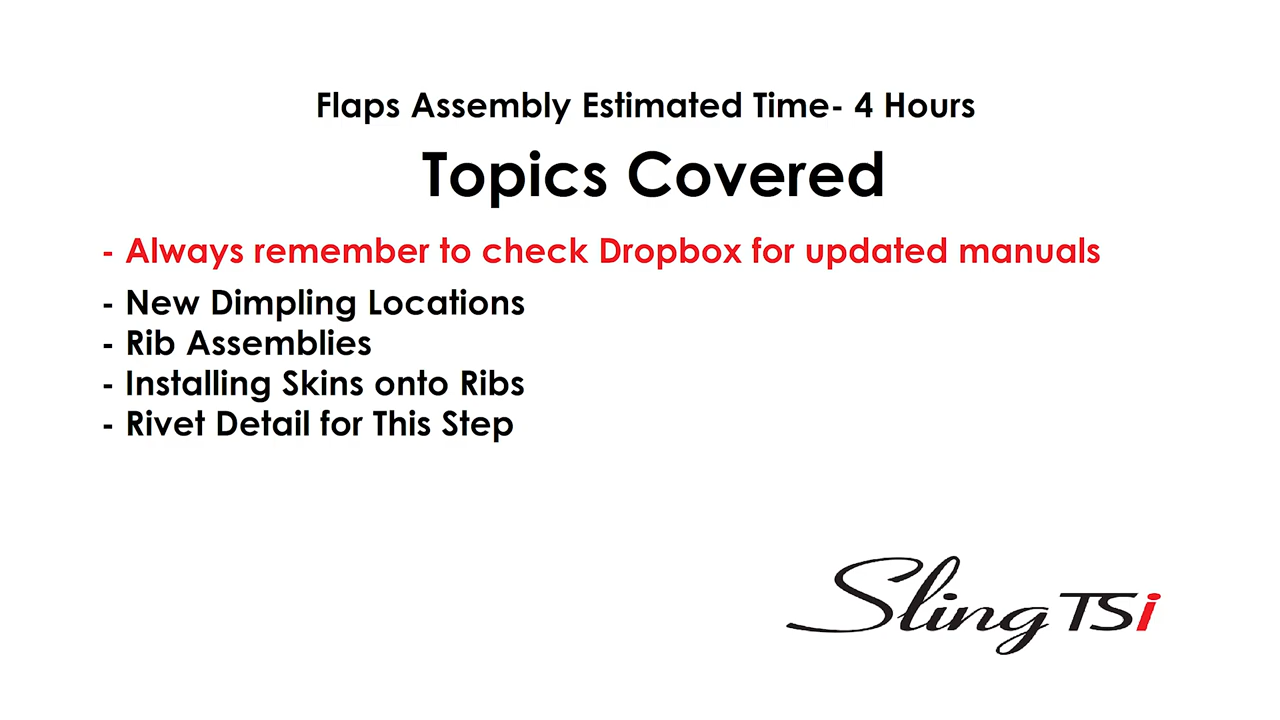 Flaps Assembly Estimated Time- 4 Hours
Topics Covered
- Always remember to check Dropbox for updated manuals
- New Dimpling Locations
- Rib Assemblies
- Installing Skins onto Ribs
- Rivet Detail for This Step
Sling TSi